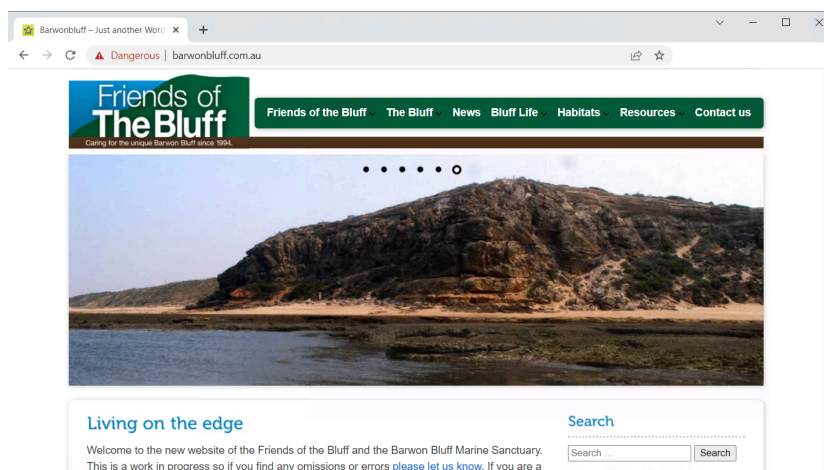 Barwonbluff – Just another Word
Dangerous | barwonbluff.com.au
Friends of
The Bluff
Caring for the unique Barwon Bluff since 1994.
Friends of the Bluff The Bluff News Bluff Life Habitats Resources Contact us
Living on the edge
Welcome to the new website of the Friends of the Bluff and the Barwon Bluff Marine Sanctuary.
This is a work in progress so if you find any omissions or errors please let us know. If you are a
Search
Search ... Search